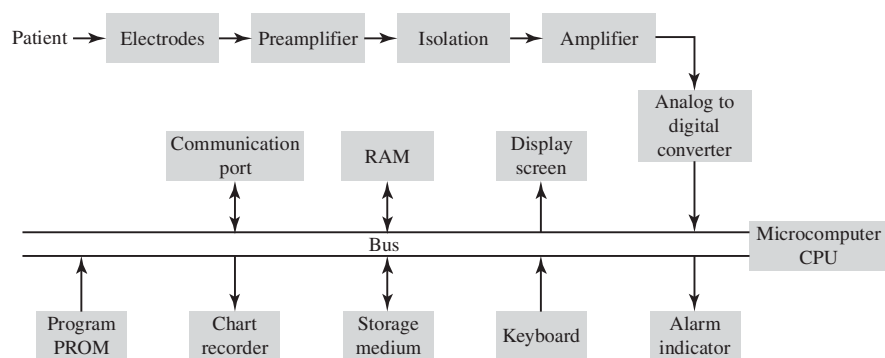 Patient
Electrodes
Preamplifier
Isolation
Amplifier
Analog to
digital
converter
Communication
port
RAM
Display
screen
Bus
Microcomputer
CPU
Program
PROM
Chart
recorder
Storage
medium
Keyboard
Alarm
indicator